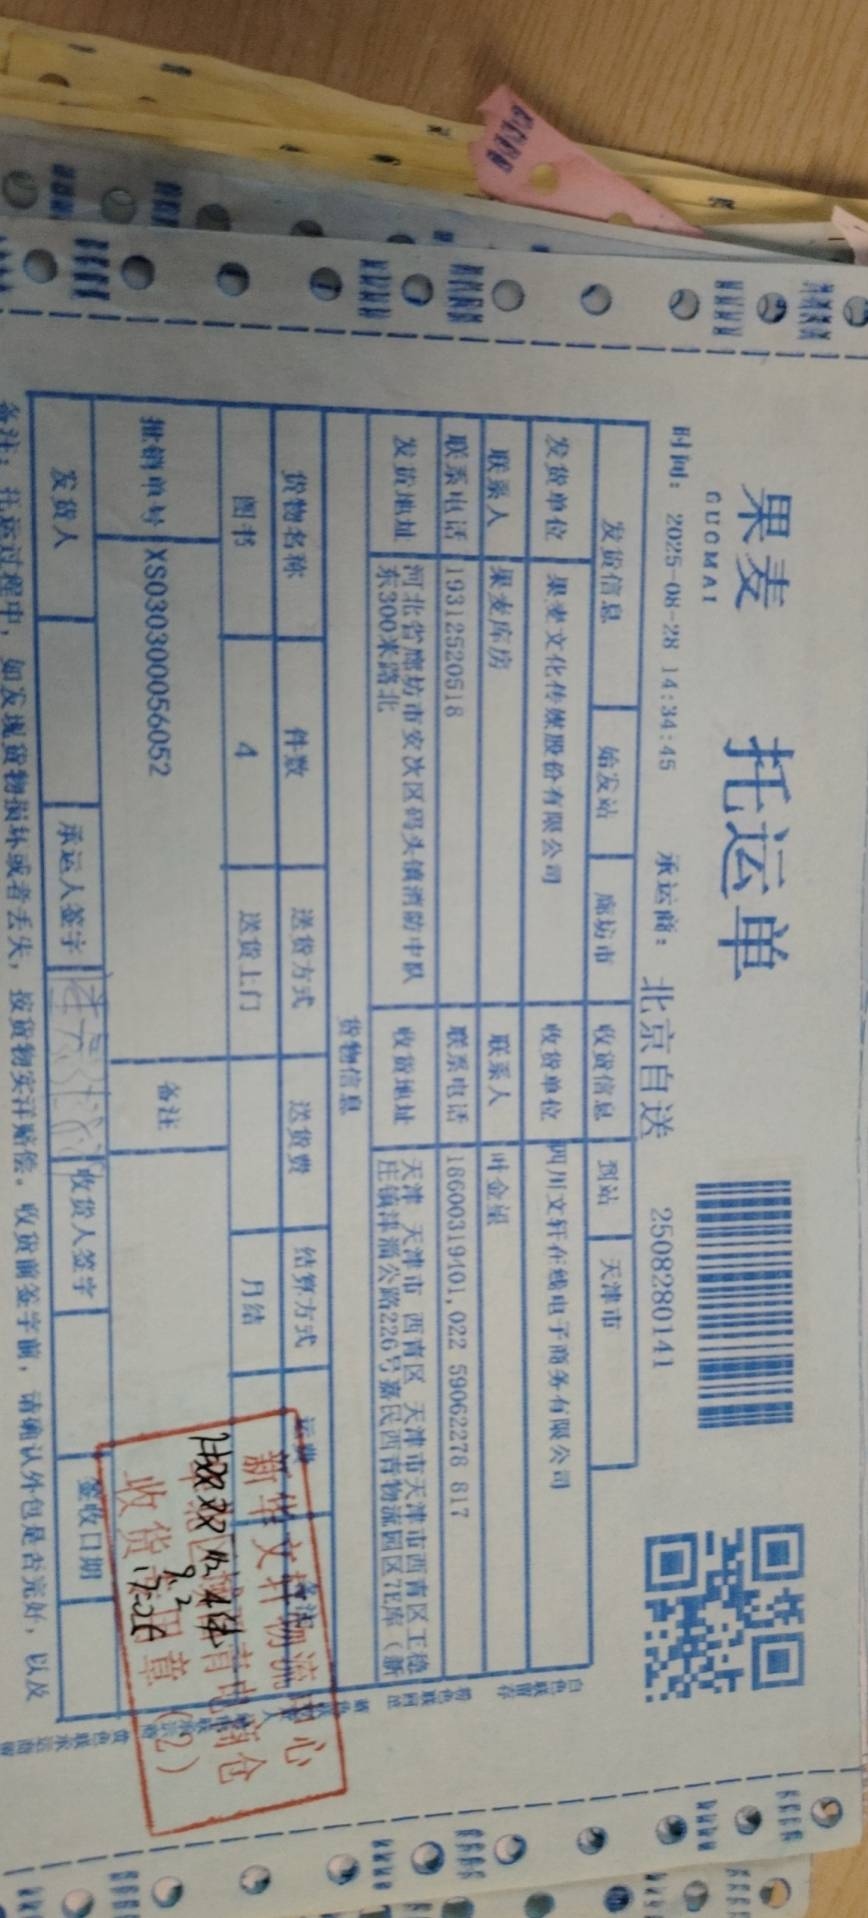 果麦
GUOMAI
托运单
时间: 2025-08-28 14:34:45 承运商: 北京自送 2508280141
发货信息 始发站 廊坊市 收货信息 到站 天津市
发货单位 果麦文化传媒股份有限公司 收货单位 四川文轩在线电子商务有限公司
联系人 果麦库房 联系人
联系电话 19312520518 联系电话 18600319401,022 59062278 817
发货地址 河北省廊坊市安次区码头镇消防中队东300米路北 收货地址 天津 天津市 西青区 天津市天津市西青区王稳庄镇津淄公路226号嘉民西青物流园区7E库(新
货物信息
货物名称 件数 送货方式 送货费 结算方式 运费
图书 4 送货上门 月结
批销单号 XS030300056052 备注
发货人 承运人签字 收货人签字 签收日期
备注: 托运过程中, 如发现货物损坏或者丢失, 按货物实洋赔偿。收货前签字前, 请确认外包是否完好, 以及
新华文轩物流中心
收货专用章(2)
9.2